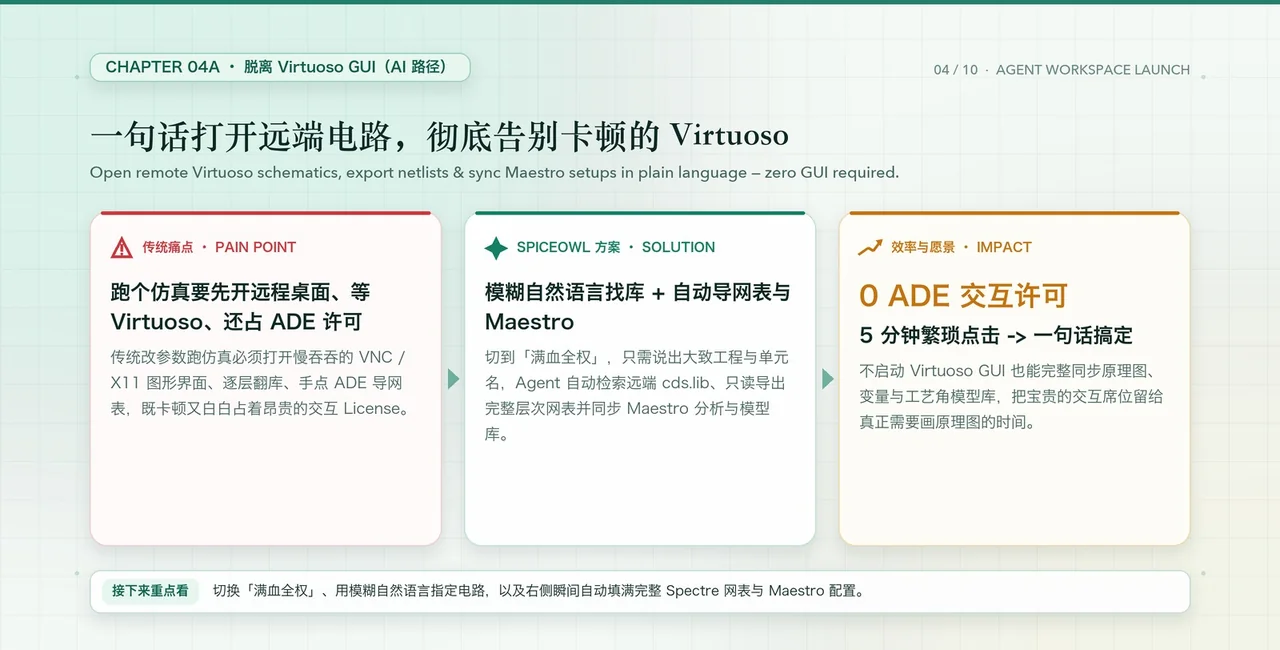 CHAPTER 04A · 脱离 Virtuoso GUI（AI 路径）
04 / 10 · AGENT WORKSPACE LAUNCH
一句话打开远端电路，彻底告别卡顿的 Virtuoso
Open remote Virtuoso schematics, export netlists & sync Maestro setups in plain language – zero GUI required.
传统痛点 · PAIN POINT
跑个仿真要先开远程桌面、等
Virtuoso、还占 ADE 许可
传统改参数跑仿真必须打开慢吞吞的 VNC /
X11 图形界面、逐层翻库、手点 ADE 导网
表，既卡顿又白白占着昂贵的交互 License。
SPICEOWL 方案 · SOLUTION
模糊自然语言找库 + 自动导网表与
Maestro
切到「满血全权」，只需说出大致工程与单元
名，Agent 自动检索远端 cds.lib、只读导出
完整层次网表并同步 Maestro 分析与模型
库。
效率与愿景 · IMPACT
0 ADE 交互许可
5 分钟繁琐点击 -> 一句话搞定
不启动 Virtuoso GUI 也能完整同步原理图、
变量与工艺角模型库，把宝贵的交互席位留给
真正需要画原理图的时间。
接下来重点看 切换「满血全权」、用模糊自然语言指定电路，以及右侧瞬间自动填满完整 Spectre 网表与 Maestro 配置。